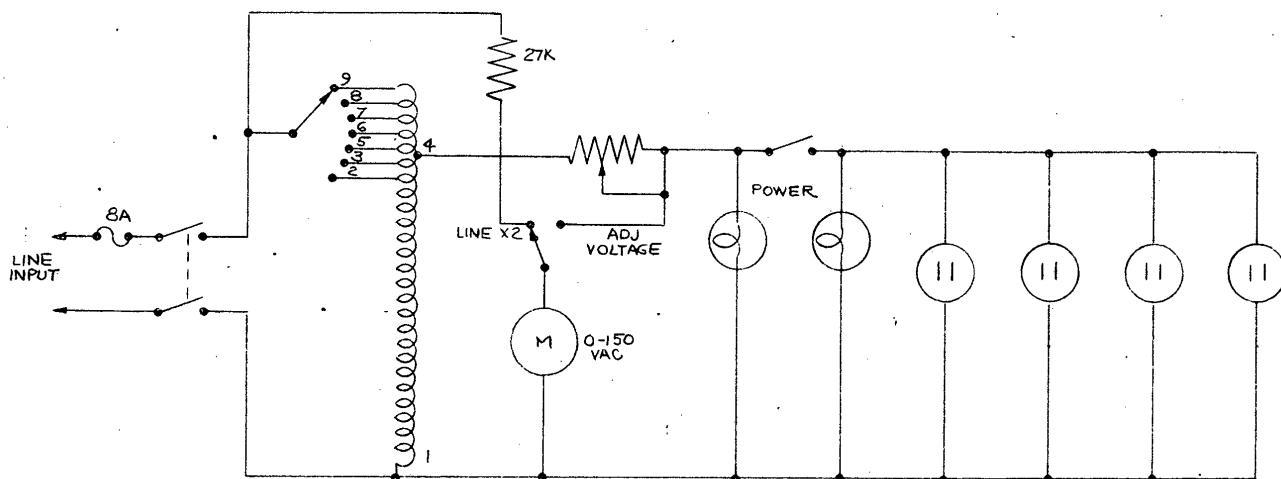 27K
9
8
7
6
5
4
3
2
8A
POWER
LINE X2
ADJ
VOLTAGE
LINE
INPUT
M
0-150
VAC
1